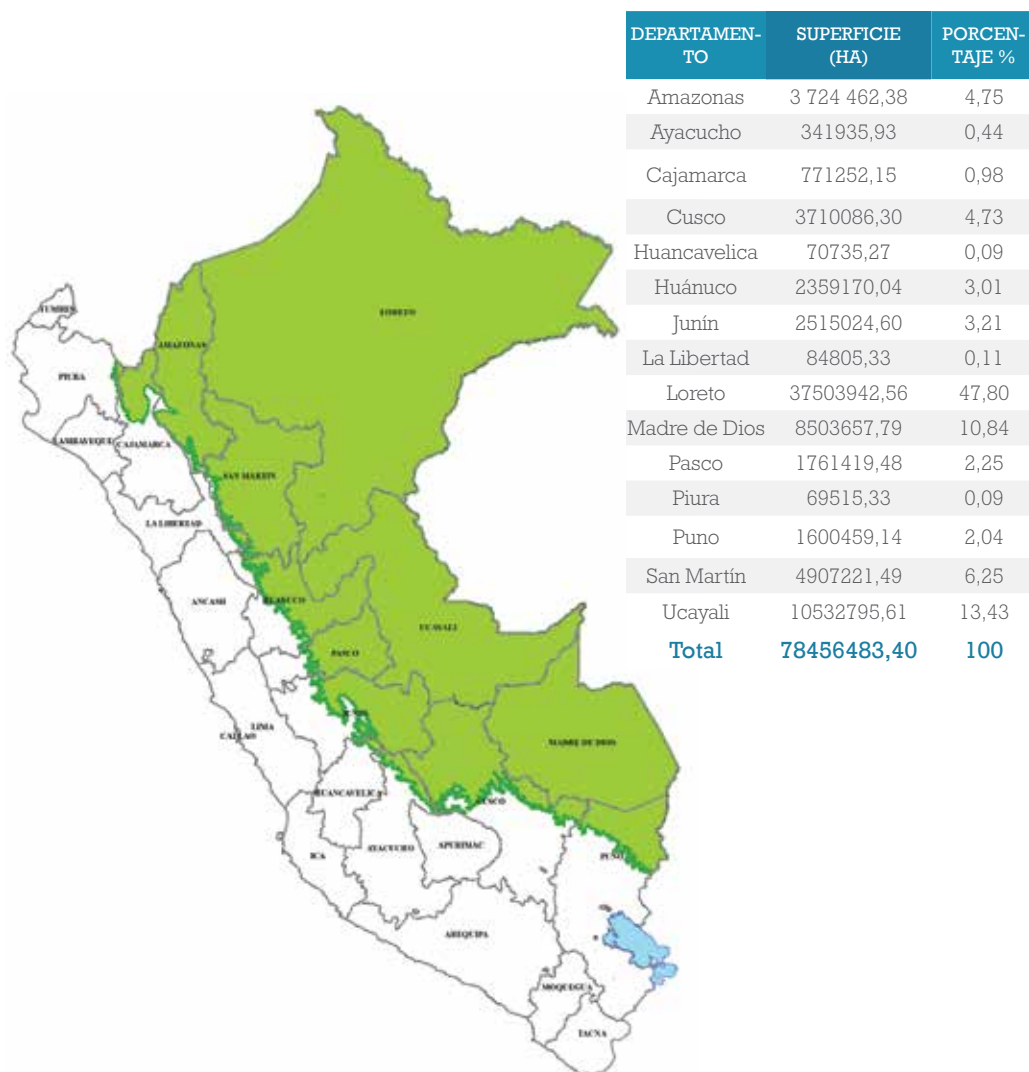 DEPARTAMEN-
TO
SUPERFICIE
(HA)
PORCEN-
TAJE %
Amazonas 3 724 462,38 4,75
Ayacucho 341935,93 0,44
Cajamarca 771252,15 0,98
Cusco 3710086,30 4,73
Huancavelica 70735,27 0,09
Huánuco 2359170,04 3,01
Junín 2515024,60 3,21
La Libertad 84805,33 0,11
Loreto 37503942,56 47,80
Madre de Dios 8503657,79 10,84
Pasco 1761419,48 2,25
Piura 69515,33 0,09
Puno 1600459,14 2,04
San Martín 4907221,49 6,25
Ucayali 10532795,61 13,43
Total 78456483,40 100
TUMBES
LORETO
AMAZONAS
PIURA
LAMBAYEQUE
CAJAMARCA
SAN MARTIN
LA LIBERTAD
ANCASH
UCAYALI
PASCO
LIMA
CALLAO
MADRE DE DIOS
HUANCAVELICA
CUSCO
ICA
AYACUCHO
APURIMAC
PUNO
AREQUIPA
MOQUEGUA
TACNA